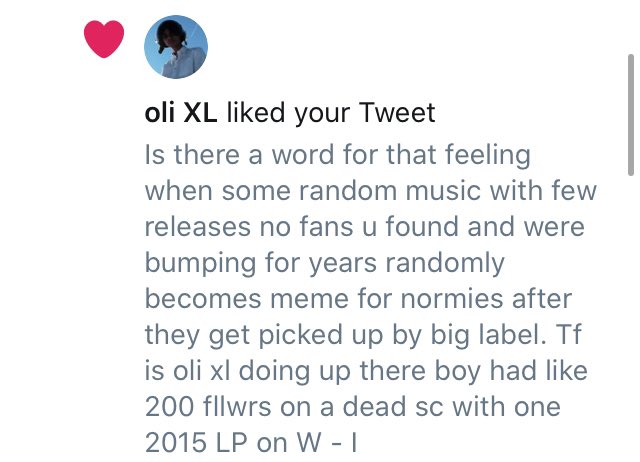 oli XL liked your Tweet
Is there a word for that feeling
when some random music with few
releases no fans u found and were
bumping for years randomly
becomes meme for normies after
they get picked up by big label. Tf
is oli xl doing up there boy had like
200 fllwrs on a dead sc with one
2015 LP on W - I